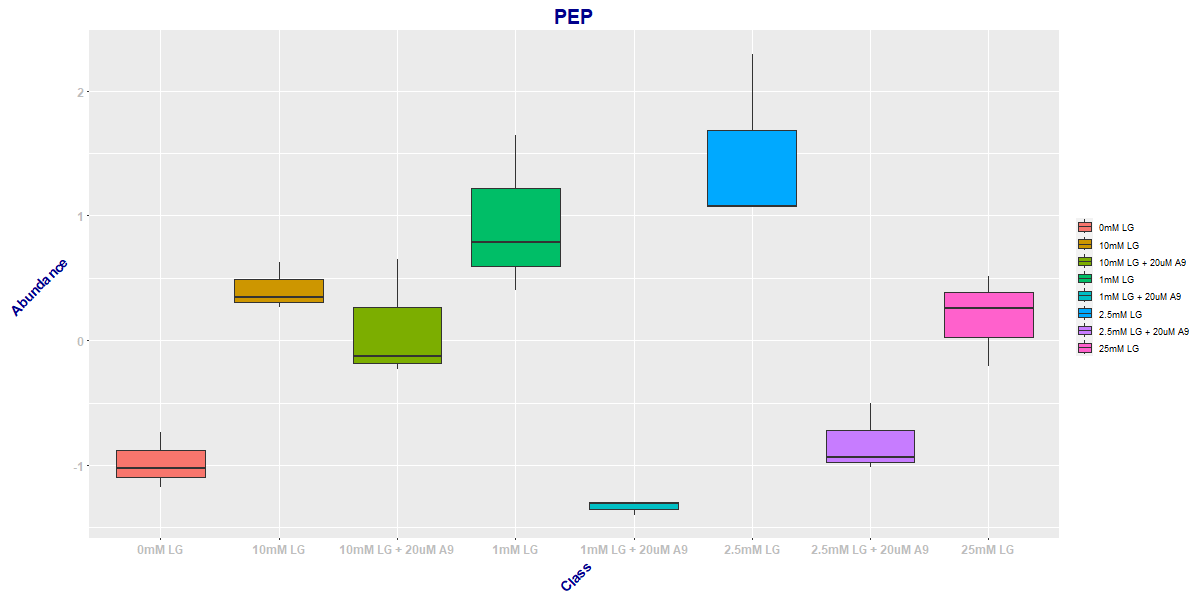 PEP
Abundance
2
1
0
-1
0mM LG
10mM LG
10mM LG + 20uM A9
1mM LG
1mM LG + 20uM A9
2.5mM LG
2.5mM LG + 20uM A9
25mM LG
Class
0mM LG
10mM LG
10mM LG + 20uM A9
1mM LG
1mM LG + 20uM A9
2.5mM LG
2.5mM LG + 20uM A9
25mM LG